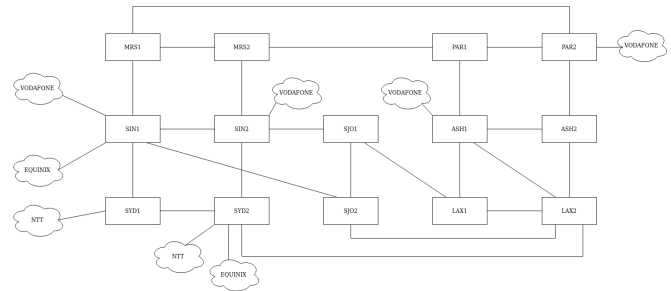 MRS1
MRS2
PAR1
PAR2
VODAFONE
VODAFONE
VODAFONE
VODAFONE
SIN1
SIN2
SJO1
ASH1
ASH2
EQUINIX
NTT
SYD1
SYD2
SJO2
LAX1
LAX2
NTT
EQUINIX